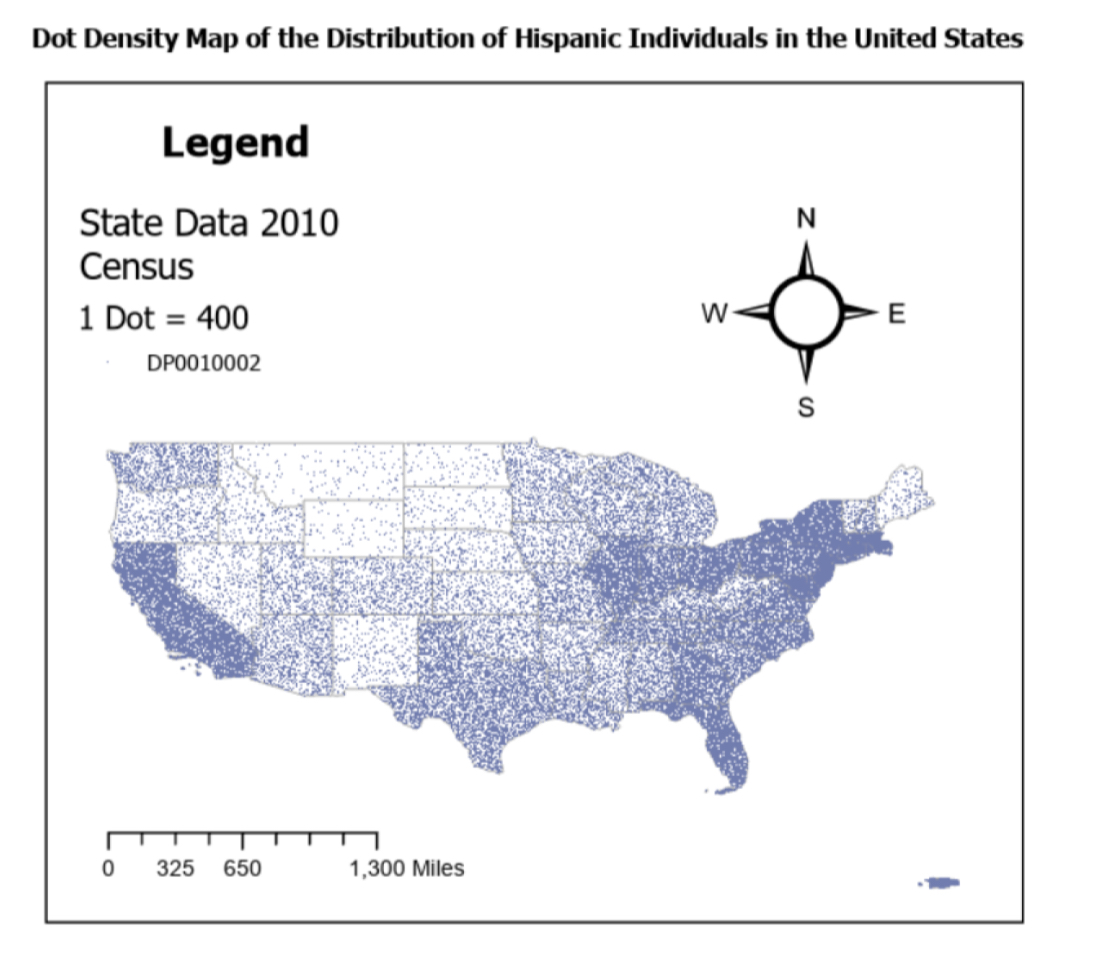 Dot Density Map of the Distribution of Hispanic Individuals in the United States
Legend
State Data 2010
Census
1 Dot = 400
DP0010002
N
W E
S
0 325 650 1,300 Miles